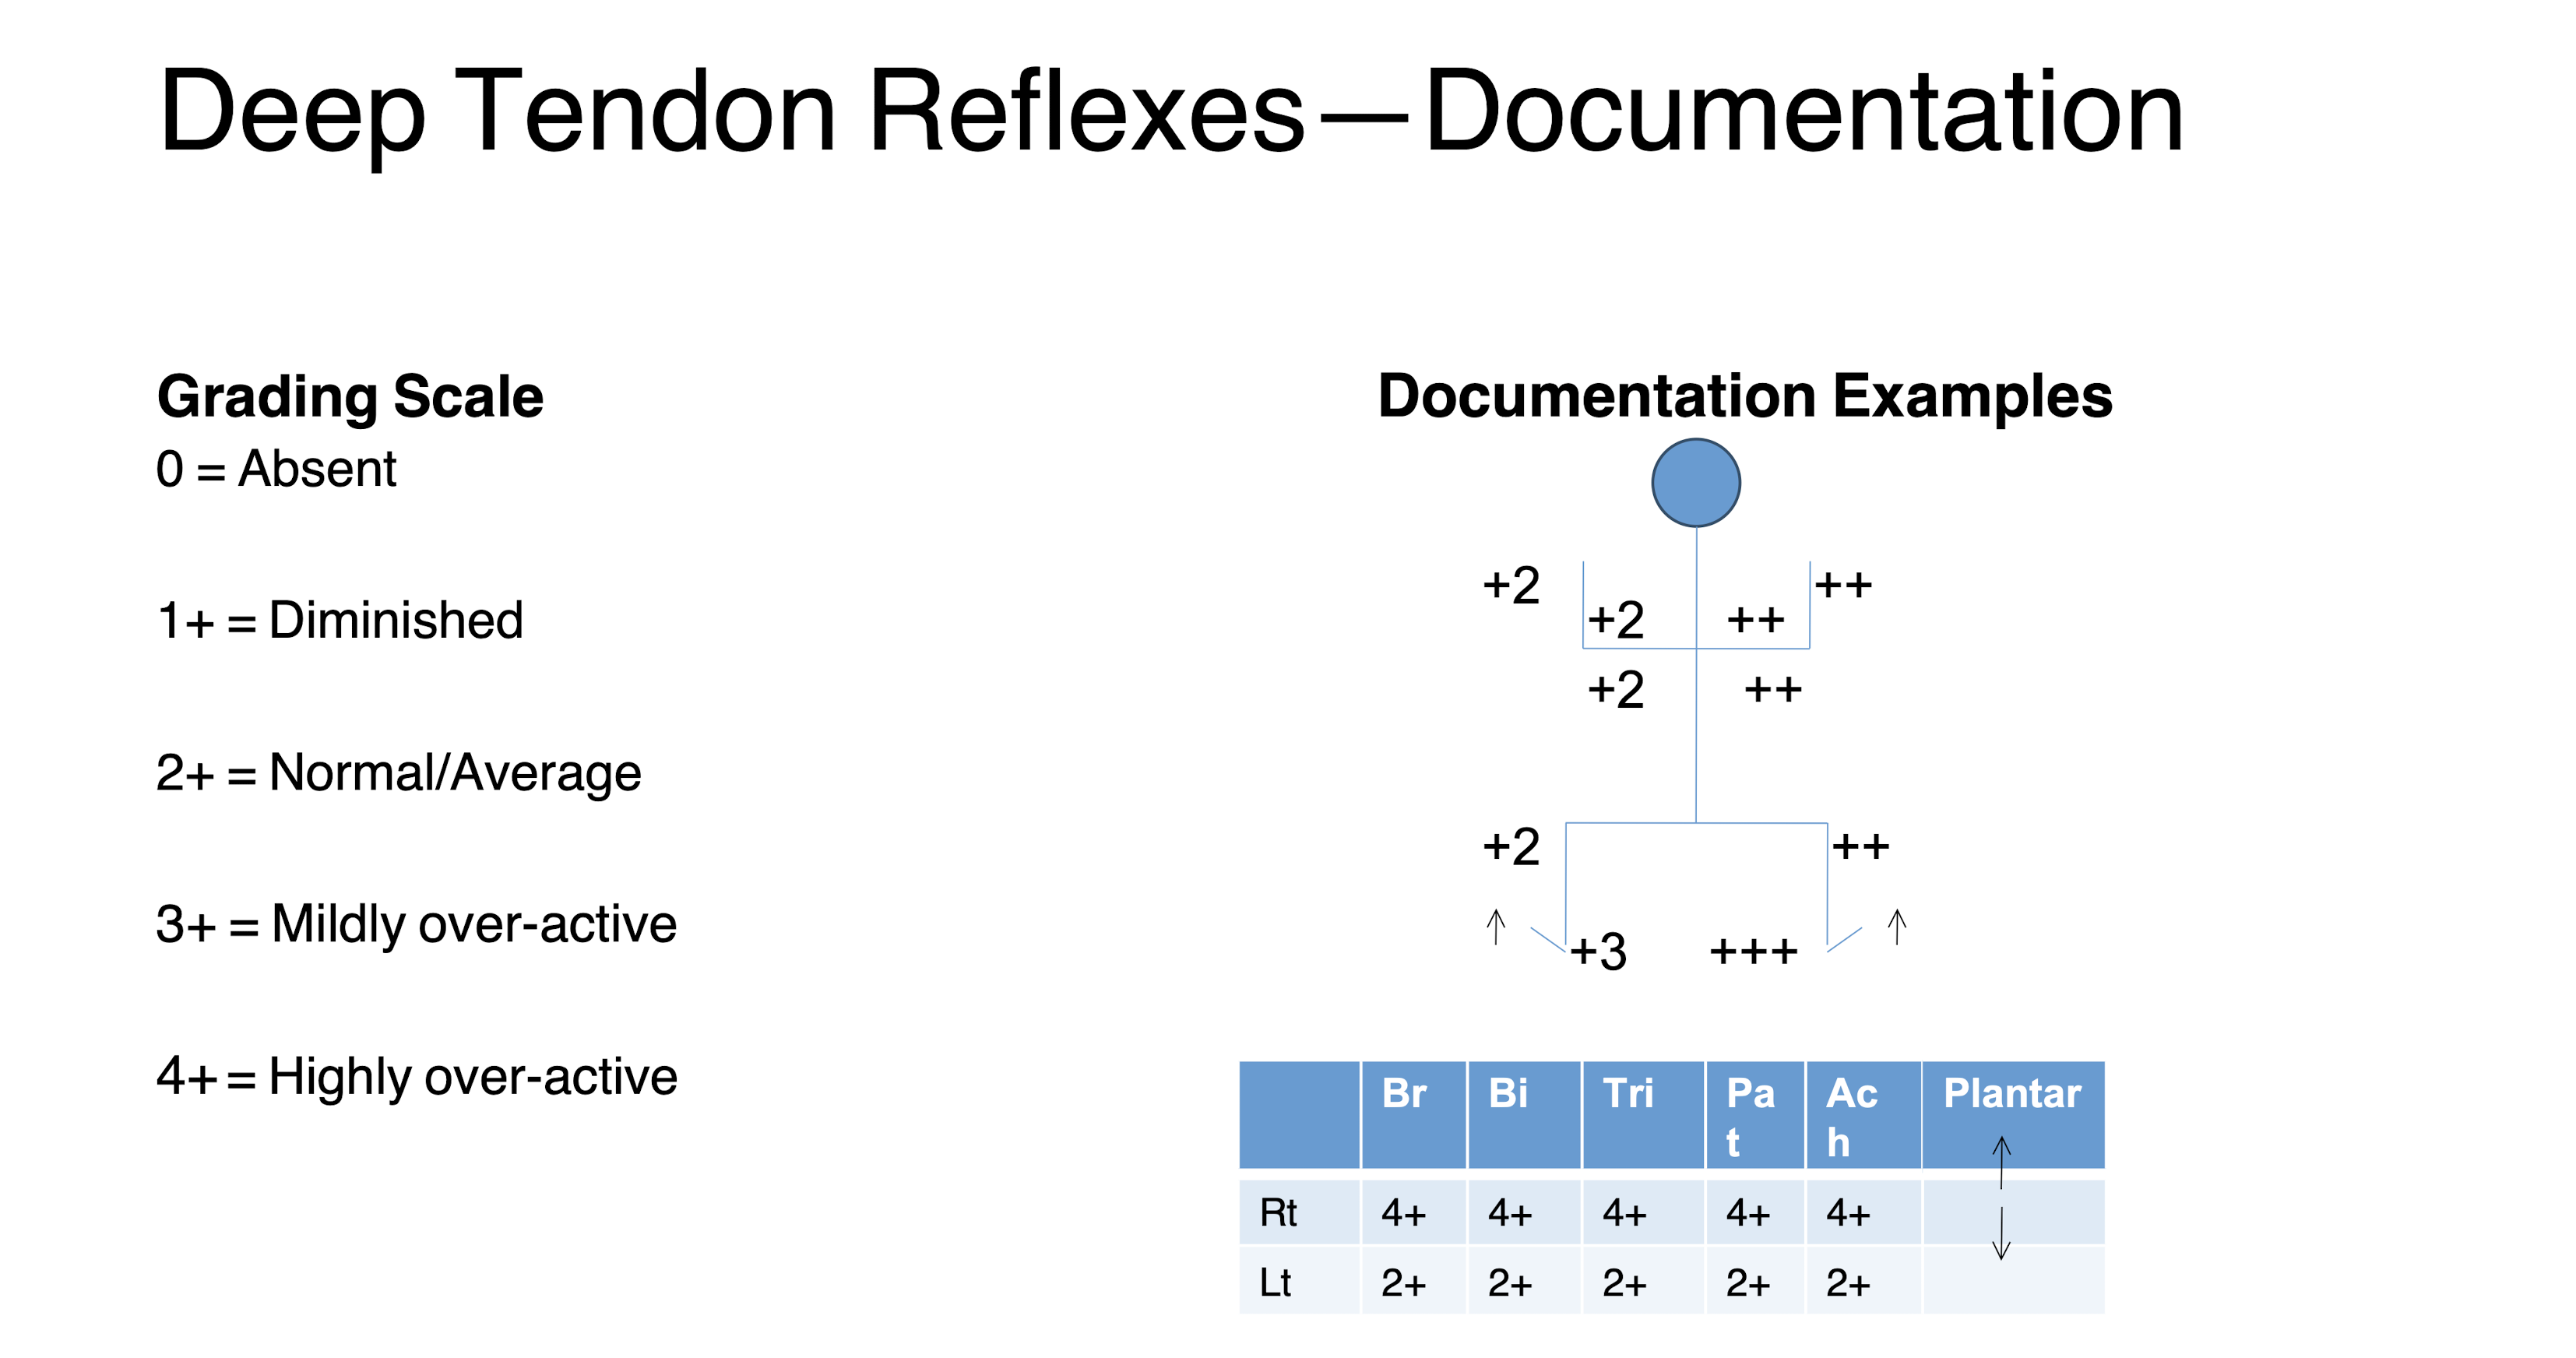 Deep Tendon Reflexes—Documentation
Grading Scale
0 = Absent
1+ = Diminished
2+ = Normal/Average
3+ = Mildly over-active
4+ = Highly over-active
Documentation Examples
+2 ++
+2 ++
+2 ++
+2 ++
+3 +++
Br Bi Tri Pa Ac Plantar
t h
Rt 4+ 4+ 4+ 4+ 4+
Lt 2+ 2+ 2+ 2+ 2+